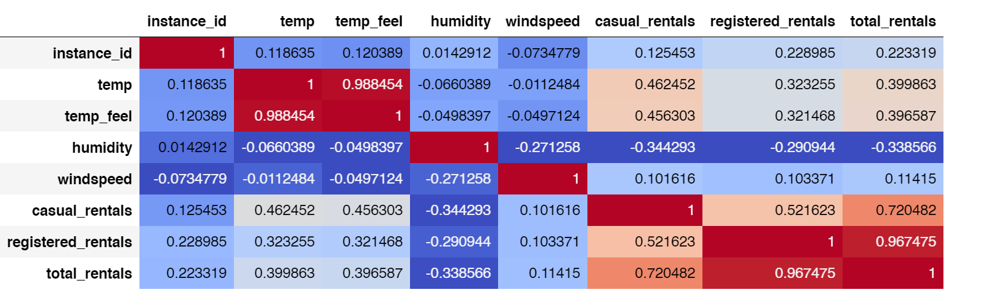 instance_id temp temp_feel humidity windspeed casual_rentals registered_rentals total_rentals
instance_id 1 0.118635 0.120389 0.0142912 -0.0734779 0.125453 0.228985 0.223319
temp 0.118635 1 0.988454 -0.0660389 -0.0112484 0.462452 0.323255 0.399863
temp_feel 0.120389 0.988454 1 -0.0498397 -0.0497124 0.456303 0.321468 0.396587
humidity 0.0142912 -0.0660389 -0.0498397 1 -0.271258 -0.344293 -0.290944 -0.338566
windspeed -0.0734779 -0.0112484 -0.0497124 -0.271258 1 0.101616 0.103371 0.11415
casual_rentals 0.125453 0.462452 0.456303 -0.344293 0.101616 1 0.521623 0.720482
registered_rentals 0.228985 0.323255 0.321468 -0.290944 0.103371 0.521623 1 0.967475
total_rentals 0.223319 0.399863 0.396587 -0.338566 0.11415 0.720482 0.967475 1